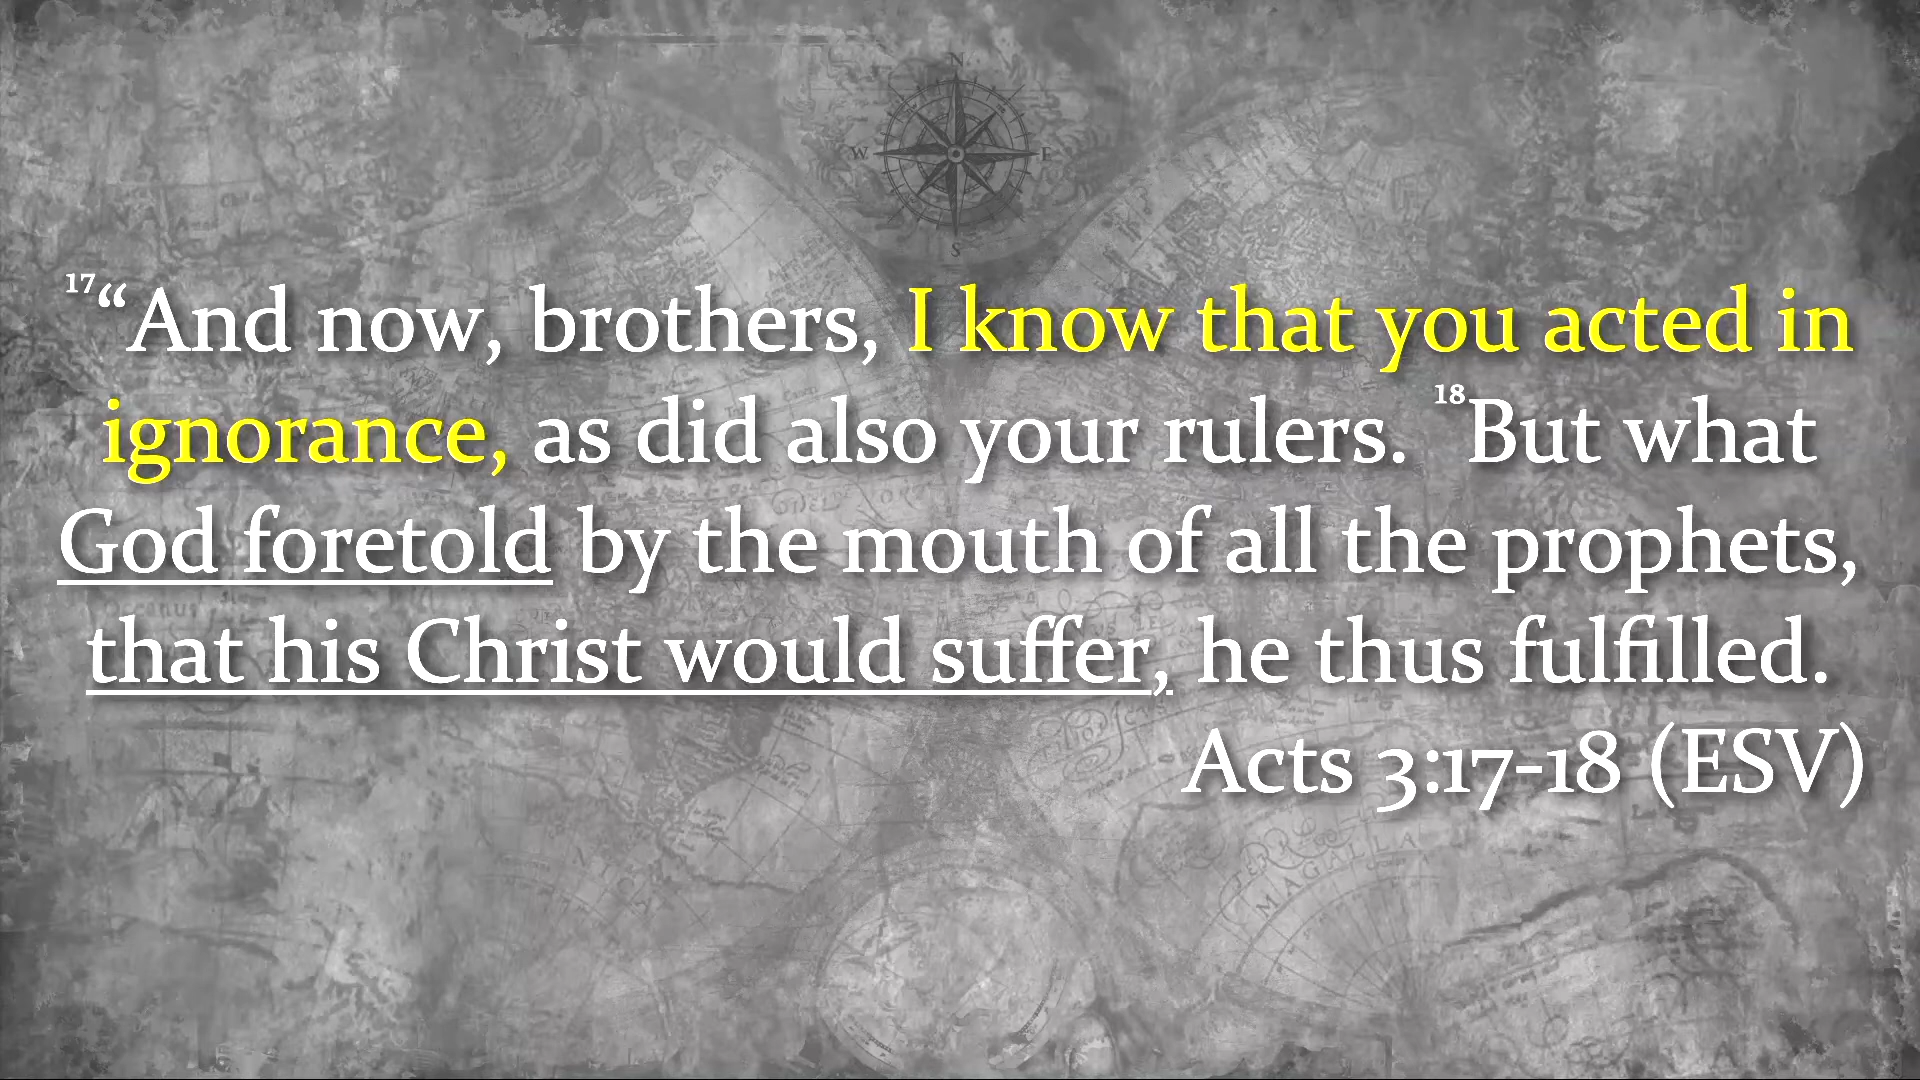 N
W E
S
17“And now, brothers, I know that you acted in
ignorance, as did also your rulers. 18But what
God foretold by the mouth of all the prophets,
that his Christ would suffer, he thus fulfilled.
Acts 3:17-18 (ESV)
MAGALLA